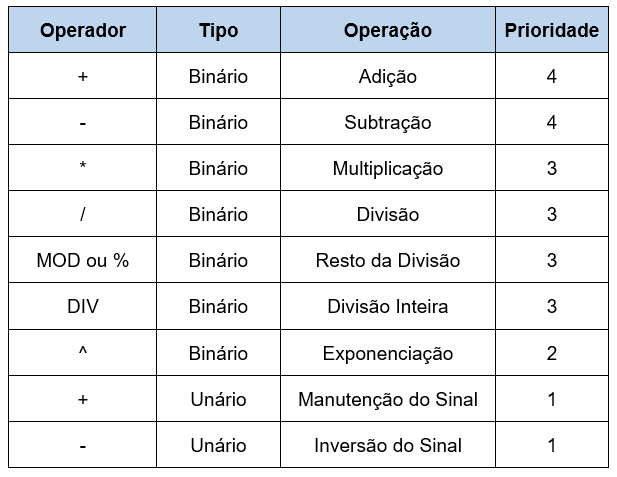 Operador Tipo Operação Prioridade
+ Binário Adição 4
- Binário Subtração 4
* Binário Multiplicação 3
/ Binário Divisão 3
MOD ou % Binário Resto da Divisão 3
DIV Binário Divisão Inteira 3
^ Binário Exponenciação 2
+ Unário Manutenção do Sinal 1
- Unário Inversão do Sinal 1